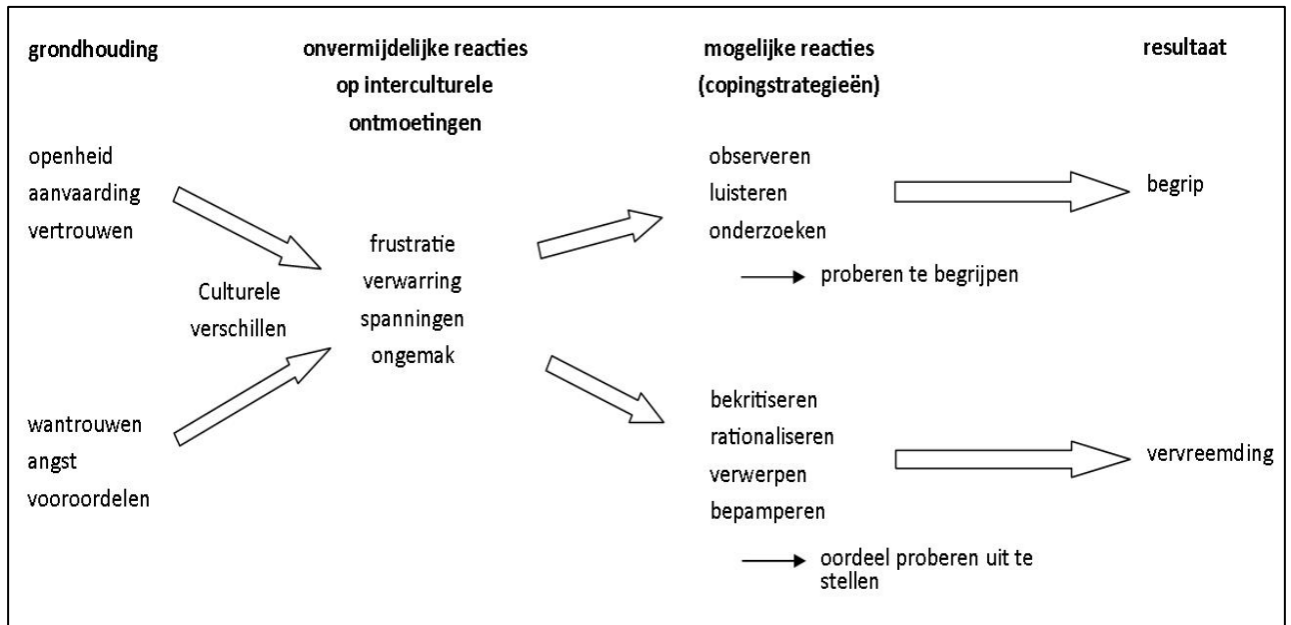 grondhouding
onvermijdelijke reacties
op interculturele
ontmoetingen
mogelijke reacties
(copingstrategieën)
resultaat
openheid
aanvaarding
vertrouwen
Culturele
verschillen
wantrouwen
angst
vooroordelen
frustratie
verwarring
spanningen
ongemak
observeren
luisteren
onderzoeken
proberen te begrijpen
begrip
bekritiseren
rationaliseren
verwerpen
bepamperen
oordeel proberen uit te
stellen
vervreemding